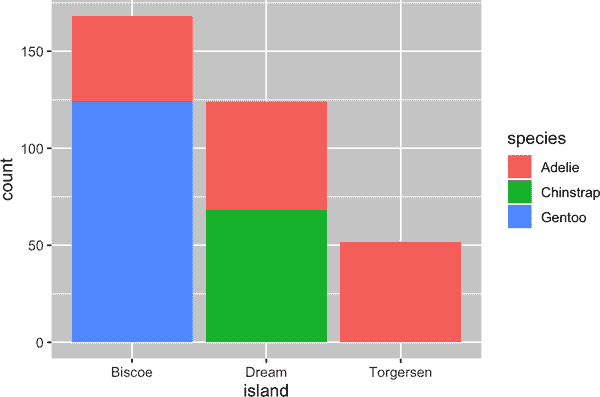 150
100
50
0
count
Biscoe
Dream
Torgersen
island
species
Adelie
Chinstrap
Gentoo